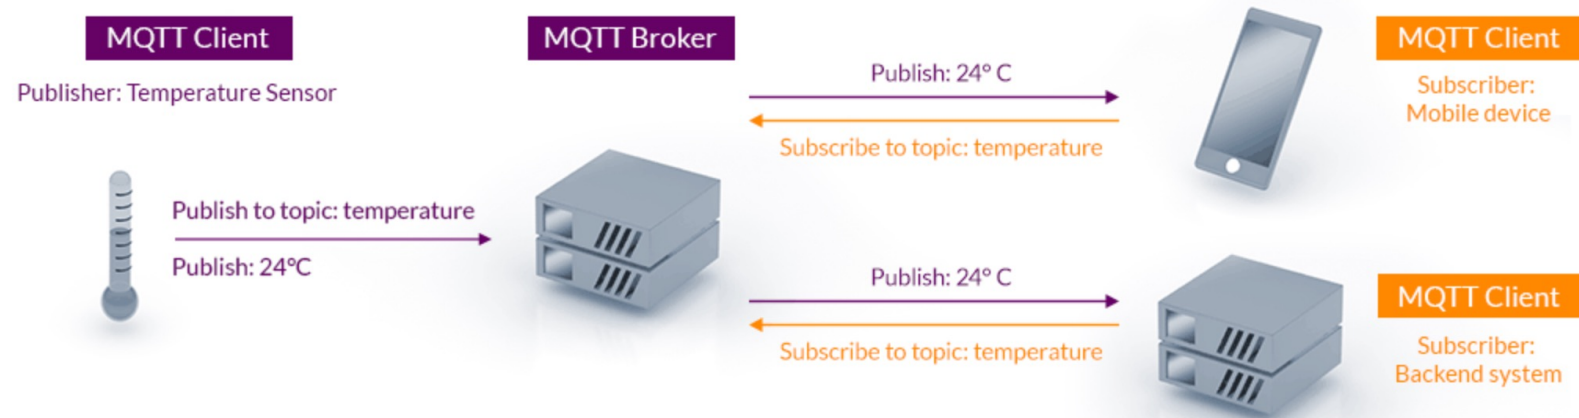 MQTT Client
Publisher: Temperature Sensor
Publish to topic: temperature
Publish: 24°C
MQTT Broker
Publish: 24° C
Subscribe to topic: temperature
MQTT Client
Subscriber:
Mobile device
Publish: 24° C
Subscribe to topic: temperature
MQTT Client
Subscriber:
Backend system